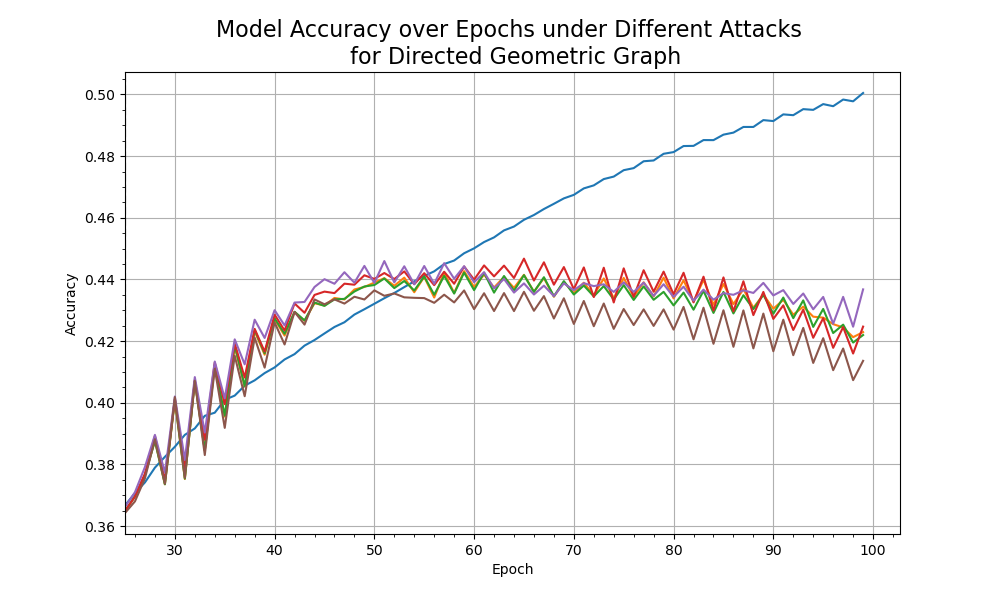 Model Accuracy over Epochs under Different Attacks
for Directed Geometric Graph
0.50
0.48
0.46
0.44
0.42
0.40
0.38
0.36
Accuracy
30 40 50 60 70 80 90 100
Epoch